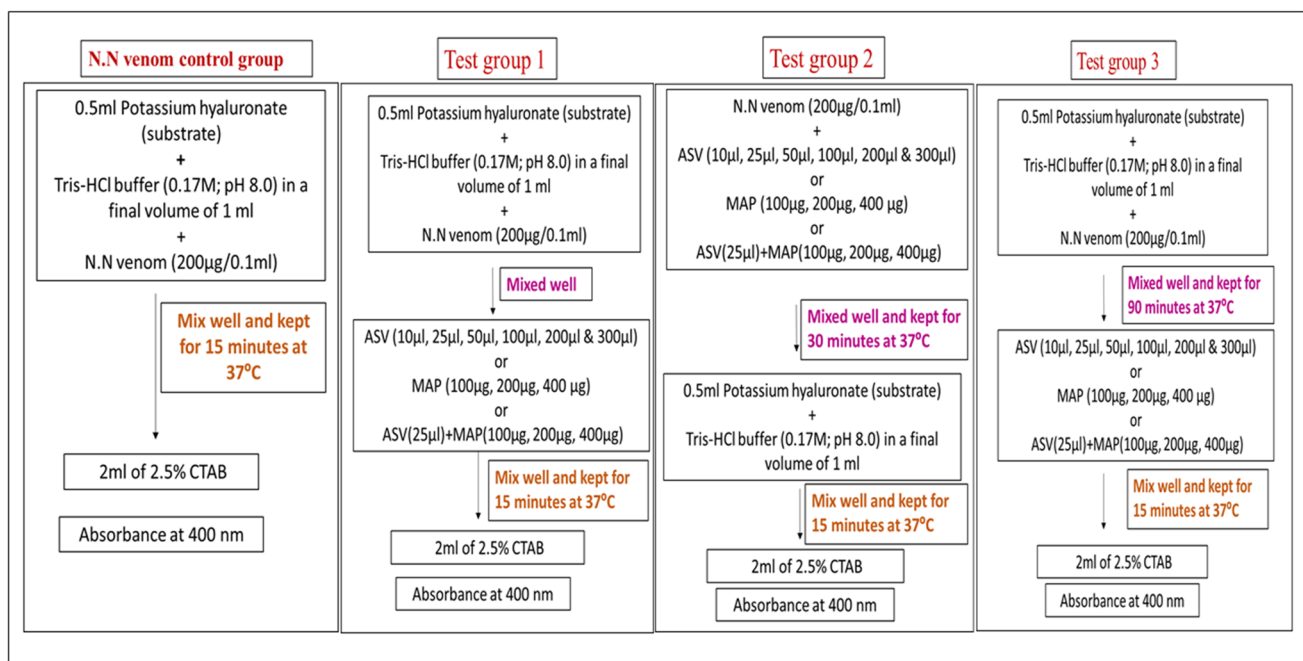 N.N venom control group
0.5ml Potassium hyaluronate
(substrate)
+
Tris-HCl buffer (0.17M; pH 8.0) in a
final volume of 1 ml
+
N.N venom (200µg/0.1ml)
Mix well and kept
for 15 minutes at
37⁰C
2ml of 2.5% CTAB
Absorbance at 400 nm
Test group 1
0.5ml Potassium hyaluronate (substrate)
+
Tris-HCl buffer (0.17M; pH 8.0) in a final
volume of 1 ml
+
N.N venom (200µg/0.1ml)
Mixed well
ASV (10µl, 25µl, 50µl, 100µl, 200µl & 300µl)
or
MAP (100µg, 200µg, 400 µg)
or
ASV(25µl)+MAP(100µg, 200µg, 400µg)
Mix well and kept for
15 minutes at 37⁰C
2ml of 2.5% CTAB
Absorbance at 400 nm
Test group 2
N.N venom (200µg/0.1ml)
+
ASV (10µl, 25µl, 50µl, 100µl, 200µl & 300µl)
or
MAP (100µg, 200µg, 400 µg)
or
ASV(25µl)+MAP(100µg, 200µg, 400µg)
Mixed well and kept for
30 minutes at 37⁰C
0.5ml Potassium hyaluronate (substrate)
+
Tris-HCl buffer (0.17M; pH 8.0) in a final
volume of 1 ml
Mix well and kept for
15 minutes at 37⁰C
2ml of 2.5% CTAB
Absorbance at 400 nm
Test group 3
0.5ml Potassium hyaluronate (substrate)
+
Tris-HCl buffer (0.17M; pH 8.0) in a final
volume of 1 ml
+
N.N venom (200µg/0.1ml)
Mixed well and kept for
90 minutes at 37⁰C
ASV (10µl, 25µl, 50µl, 100µl, 200µl & 300µl)
or
MAP (100µg, 200µg, 400 µg)
or
ASV(25µl)+MAP(100µg, 200µg, 400µg)
Mix well and kept for
15 minutes at 37⁰C
2ml of 2.5% CTAB
Absorbance at 400 nm